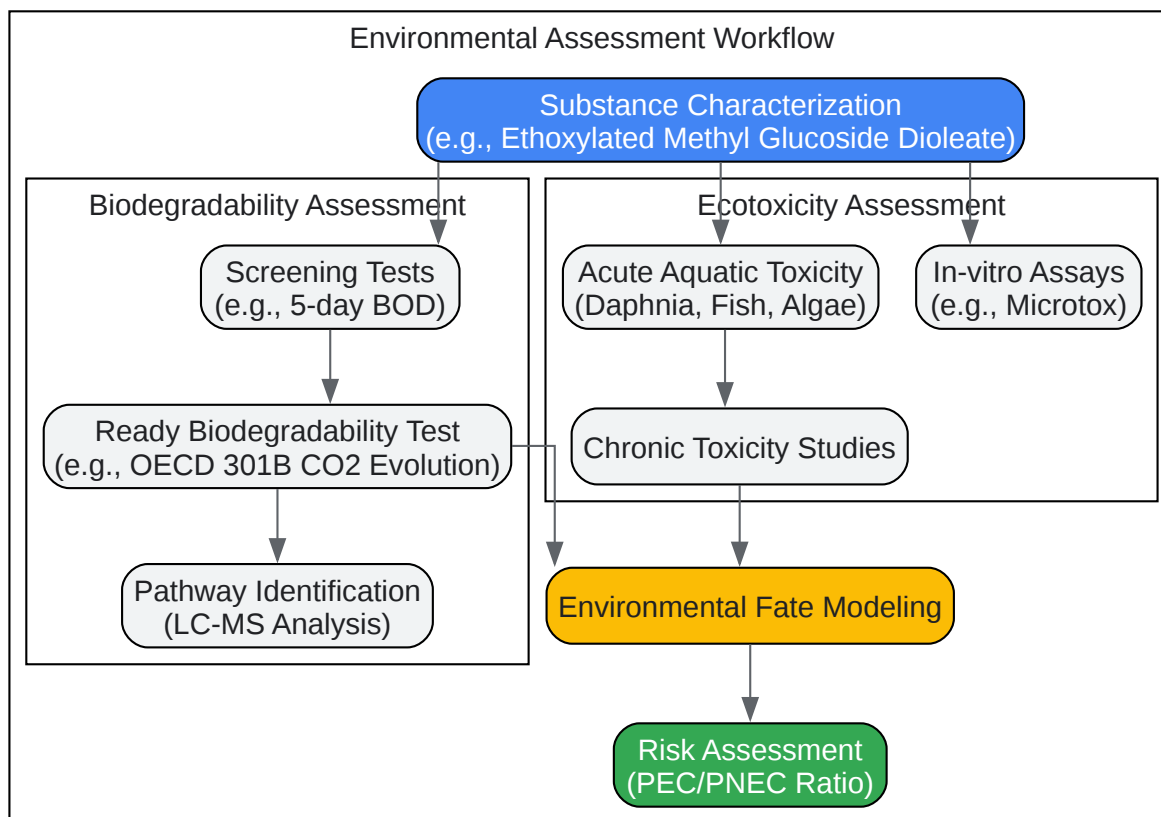 Environmental Assessment Workflow
Substance Characterization
(e.g., Ethoxylated Methyl Glucoside Dioleate)
Biodegradability Assessment
Ecotoxicity Assessment
Screening Tests
(e.g., 5-day BOD)
Acute Aquatic Toxicity
(Daphnia, Fish, Algae)
In-vitro Assays
(e.g., Microtox)
Ready Biodegradability Test
(e.g., OECD 301B CO2 Evolution)
Chronic Toxicity Studies
Pathway Identification
(LC-MS Analysis)
Environmental Fate Modeling
Risk Assessment
(PEC/PNEC Ratio)